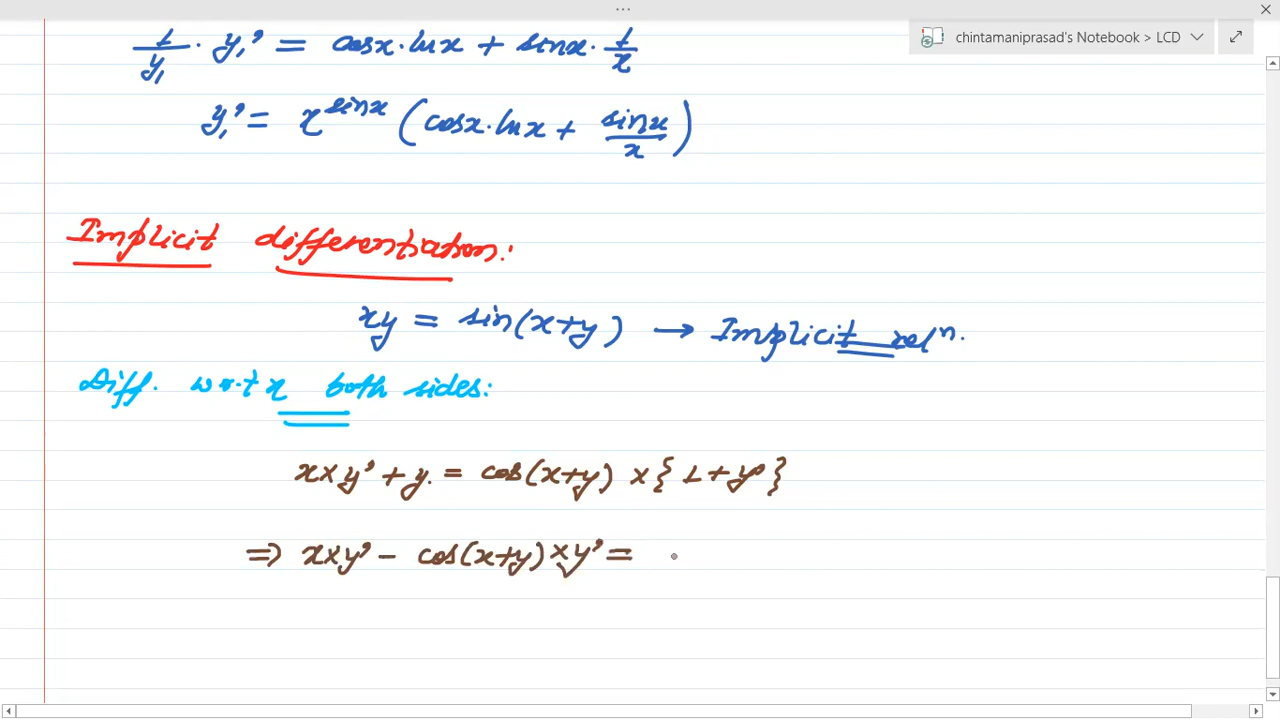 ...
chintamaniprasad's Notebook > LCD
1/y₁ · y₁' = cosx·lnx + sinx · 1/x
y₁' = x^sinx (cosx·lnx + sinx/x)
Implicit differentiation:
xy = sin(x+y) → Implicit relⁿ.
Diff. w.r.t x both sides:
x×y' + y. = cos(x+y) × {1+y'}
⇒ x×y' - cos(x+y)×y' =